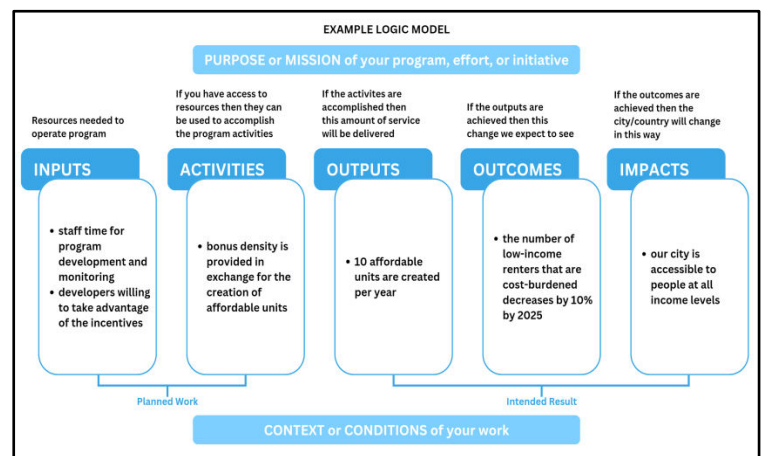 EXAMPLE LOGIC MODEL
PURPOSE or MISSION of your program, effort, or initiative
Resources needed to
operate program
If you have access to
resources then they can
be used to accomplish
the program activities
If the activites are
accomplished then
this amount of service
will be delivered
If the outputs are
achieved then this
change we expect to see
If the outcomes are
achieved then the
city/country will change
in this way
INPUTS
ACTIVITIES
OUTPUTS
OUTCOMES
IMPACTS
• staff time for
program
development and
monitoring
• developers willing
to take advantage
of the incentives
• bonus density is
provided in
exchange for the
creation of
affordable units
• 10 affordable
units are created
per year
• the number of
low-income
renters that are
cost-burdened
decreases by 10%
by 2025
• our city is
accessible to
people at all
income levels
Planned Work
Intended Result
CONTEXT or CONDITIONS of your work